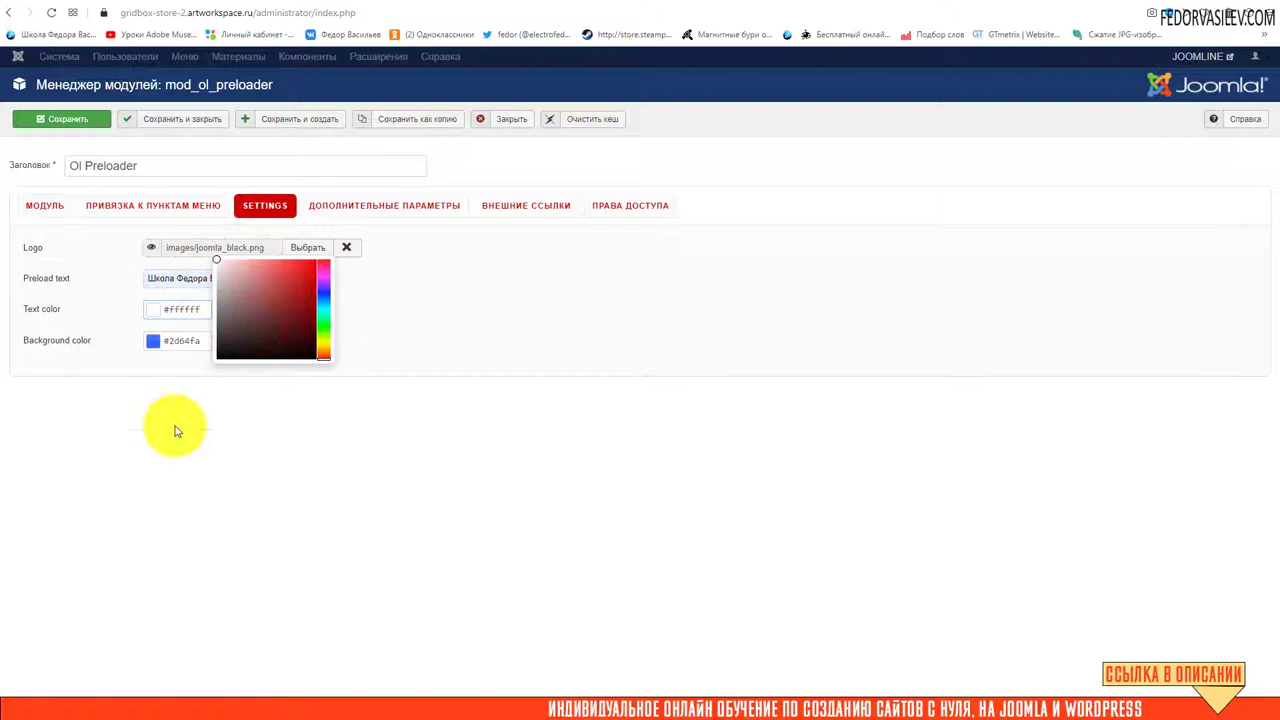 gridbox-store-2.artworkspace.ru/administrator/index.php
FEDORVASILEV.COM
Школа Федора Вас...
Уроки Adobe Muse...
Личный кабинет -...
Федор Васильев
(2) Одноклассники
fedor (@electrofed...
http://store.steamp...
Магнитные бури о...
Бесплатный онлай...
Подбор слов
GTmetrix | Website...
Сжатие JPG-изобр...
Система
Пользователи
Меню
Материалы
Компоненты
Расширения
Справка
JOOMLINE
Менеджер модулей: mod_ol_preloader
Joomla!
Сохранить
Сохранить и закрыть
Сохранить и создать
Сохранить как копию
Закрыть
Очистить кеш
Справка
Заголовок *
Ol Preloader
МОДУЛЬ
ПРИВЯЗКА К ПУНКТАМ МЕНЮ
SETTINGS
ДОПОЛНИТЕЛЬНЫЕ ПАРАМЕТРЫ
ВНЕШНИЕ ССЫЛКИ
ПРАВА ДОСТУПА
Logo
images/joomla_black.png
Выбрать
Preload text
Школа Федора В
Text color
#ffffff
Background color
#2d64fa
ССЫЛКА В ОПИСАНИИ
ИНДИВИДУАЛЬНОЕ ОНЛАЙН ОБУЧЕНИЕ ПО СОЗДАНИЮ САЙТОВ С НУЛЯ, НА JOOMLA И WORDPRESS